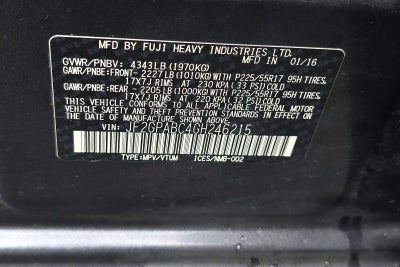 MFD BY FUJI HEAVY INDUSTRIES LTD. MFD IN 01/16
GVWR/PNBV: 4343LB (1970KG)
GAWR/PNBE: FRONT- 2227LB (1010KG) WITH P225/55R17 95H TIRES,
17X7J RIMS AT 230 KPA (33 PSI) COLD
GAWR/PNBE: REAR - 2205LB (1000KG) WITH P225/55R17 95H TIRES,
17X7J RIMS AT 220 KPA (32 PSI) COLD
THIS VEHICLE CONFORMS TO ALL APPLICABLE FEDERAL MOTOR
VEHICLE SAFETY, BUMPER, AND THEFT PREVENTION STANDARDS IN EFFECT
ON THE DATE OF MANUFACTURE SHOWN ABOVE.
JF2GPABC4GH246215
TYPE:MPV/VTUM ICES/NMB-002